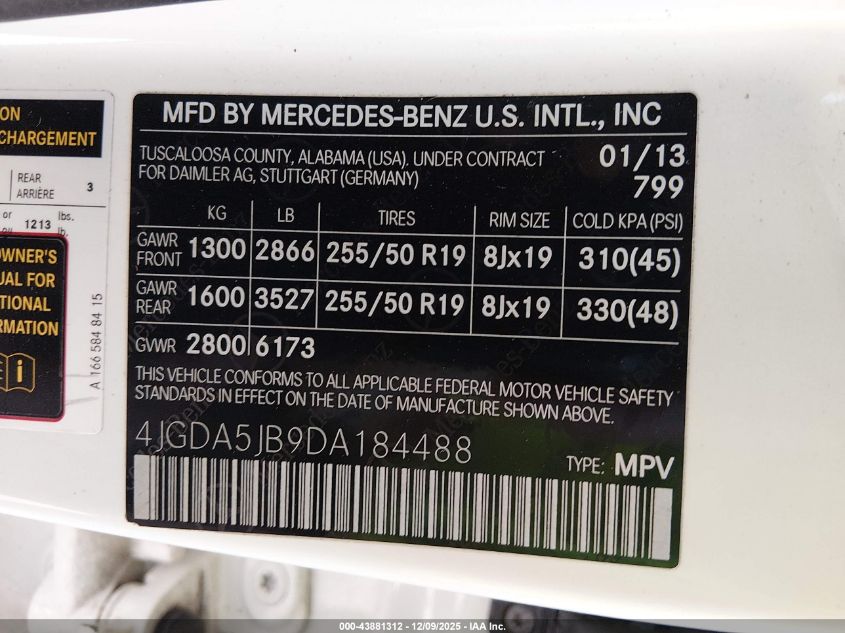 MFD BY MERCEDES-BENZ U.S. INTL., INC
TUSCALOOSA COUNTY, ALABAMA (USA). UNDER CONTRACT 01/13
FOR DAIMLER AG, STUTTGART (GERMANY) 799
KG LB TIRES RIM SIZE COLD KPA (PSI)
GAWR FRONT 1300 2866 255/50 R19 8Jx19 310(45)
GAWR REAR 1600 3527 255/50 R19 8Jx19 330(48)
GVWR 2800 6173
THIS VEHICLE CONFORMS TO ALL APPLICABLE FEDERAL MOTOR VEHICLE SAFETY
STANDARDS IN EFFECT ON THE DATE OF MANUFACTURE SHOWN ABOVE.
4JGDA5JB9DA184488
TYPE: MPV
ON
CHARGEMENT
REAR
ARRIÈRE 3
or 1213 lbs.
lb.
OWNER'S
UAL FOR
TIONAL
RMATION
i
A 166 584 84 15
000-43881312 - 12/09/2025 - IAA Inc.